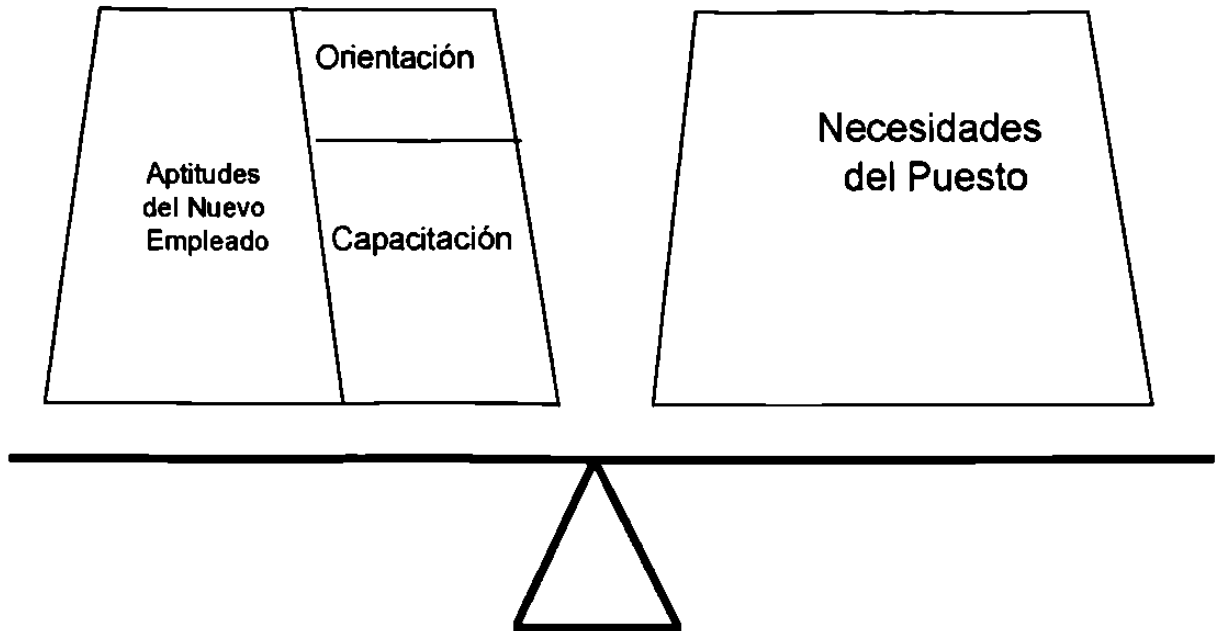 Orientación
Aptitudes
del Nuevo
Empleado
Capacitación
Necesidades
del Puesto